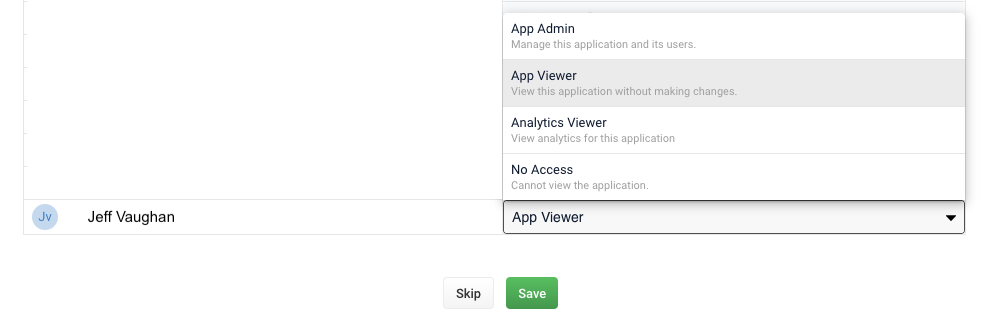 App Admin
Manage this application and its users.
App Viewer
View this application without making changes.
Analytics Viewer
View analytics for this application
No Access
Cannot view the application.
Jv
Jeff Vaughan
App Viewer
Skip
Save